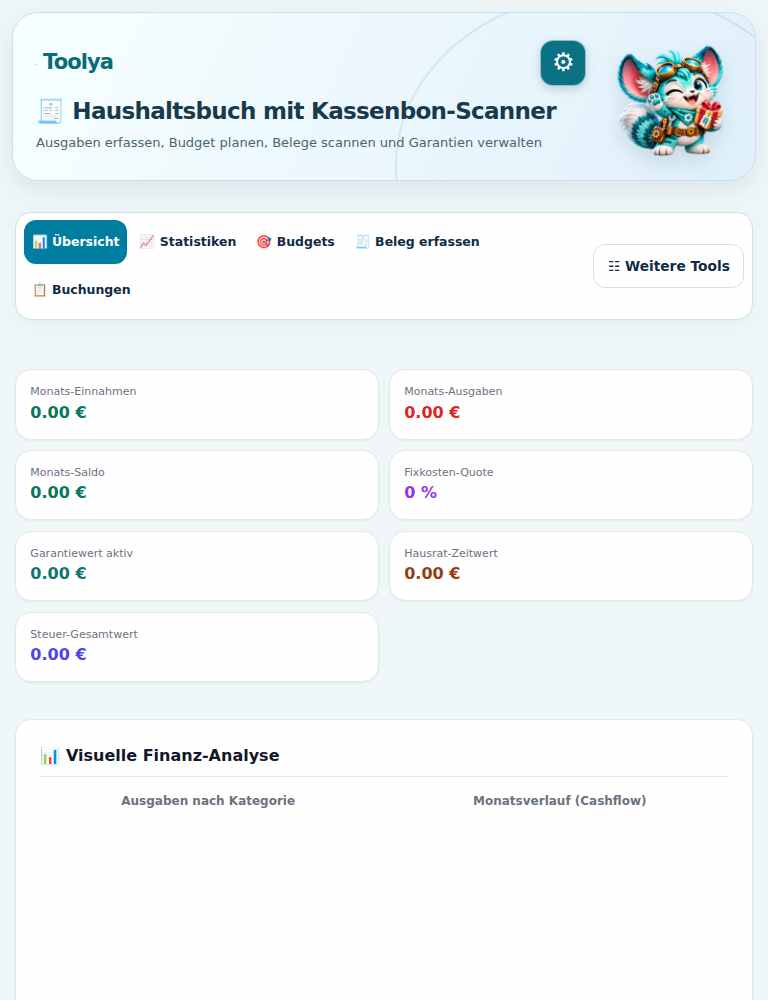 Toolya
🧾 Haushaltsbuch mit Kassenbon-Scanner
Ausgaben erfassen, Budget planen, Belege scannen und Garantien verwalten
📊 Übersicht
📈 Statistiken
🎯 Budgets
🧾 Beleg erfassen
📋 Buchungen
☷ Weitere Tools
Monats-Einnahmen
0.00 €
Monats-Ausgaben
0.00 €
Monats-Saldo
0.00 €
Fixkosten-Quote
0 %
Garantiewert aktiv
0.00 €
Hausrat-Zeitwert
0.00 €
Steuer-Gesamtwert
0.00 €
📊 Visuelle Finanz-Analyse
Ausgaben nach Kategorie
Monatsverlauf (Cashflow)